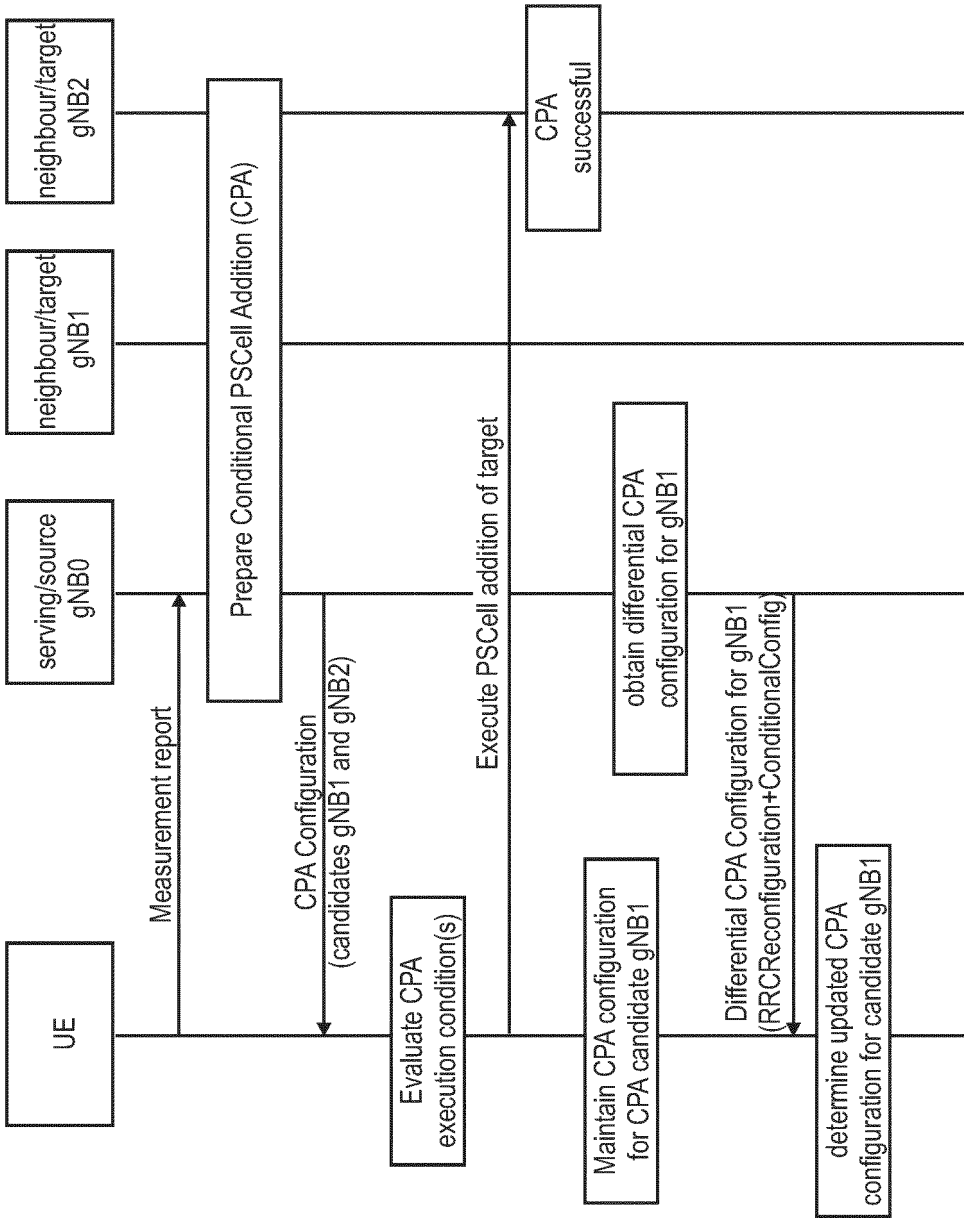 UE
serving/source
gNB0
neighbour/target
gNB1
neighbour/target
gNB2
Measurement report
Prepare Conditional PSCell Addition (CPA)
CPA Configuration
(candidates gNB1 and gNB2)
Evaluate CPA
execution condition(s)
Execute PSCell addition of target
CPA
successful
Maintain CPA configuration
for CPA candidate gNB1
obtain differential CPA
configuration for gNB1
Differential CPA Configuration for gNB1
(RRCReconfiguration+ConditionalConfig)
determine updated CPA
configuration for candidate gNB1